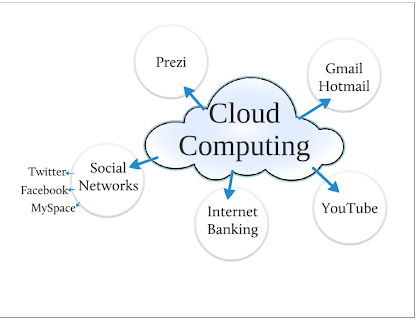 Prezi
Gmail
Hotmail
Cloud
Computing
Social
Networks
Twitter
Facebook
MySpace
Internet
Banking
YouTube